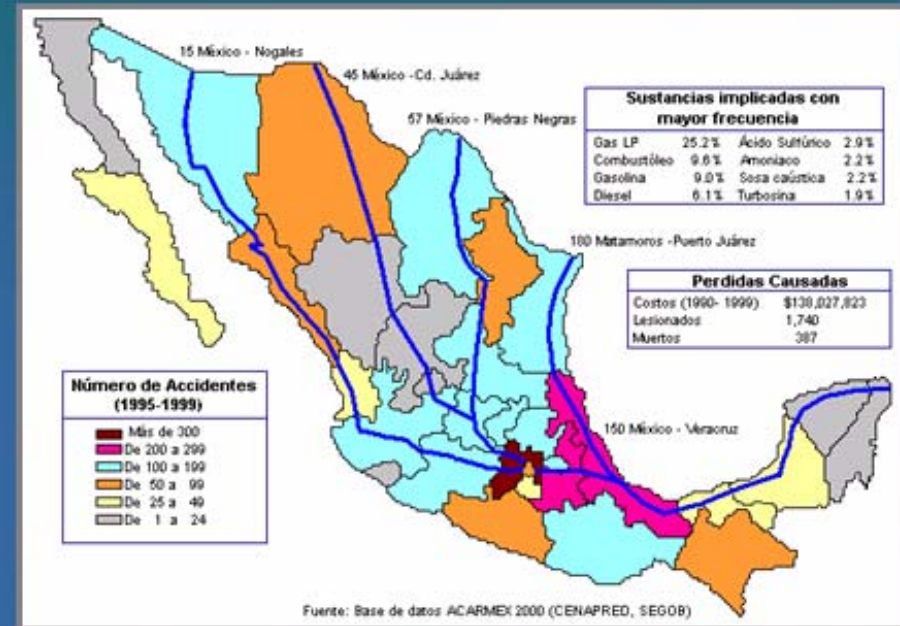 15 México - Nogales
45 México -Cd. Juárez
57 México - Piedras Negras
Sustancias implicadas con
mayor frecuencia
Gas LP 25.2% Ácido Sulfúrico 2.9%
Combustóleo 9.6% Amoniaco 2.2%
Gasolina 9.0% Sosa caústica 2.2%
Diesel 6.1% Turbosina 1.9%
180 Matamoros -Puerto Juárez
Perdidas Causadas
Costos (1990- 1999) $138,027,823
Lesionados 1,740
Muertos 387
Número de Accidentes
(1995-1999)
Más de 300
De 200 a 299
De 100 a 199
De 50 a 99
De 25 a 49
De 1 a 24
150 México - Veracruz
Fuente: Base de datos ACARMEX 2000 (CENAPRED, SEGOB)